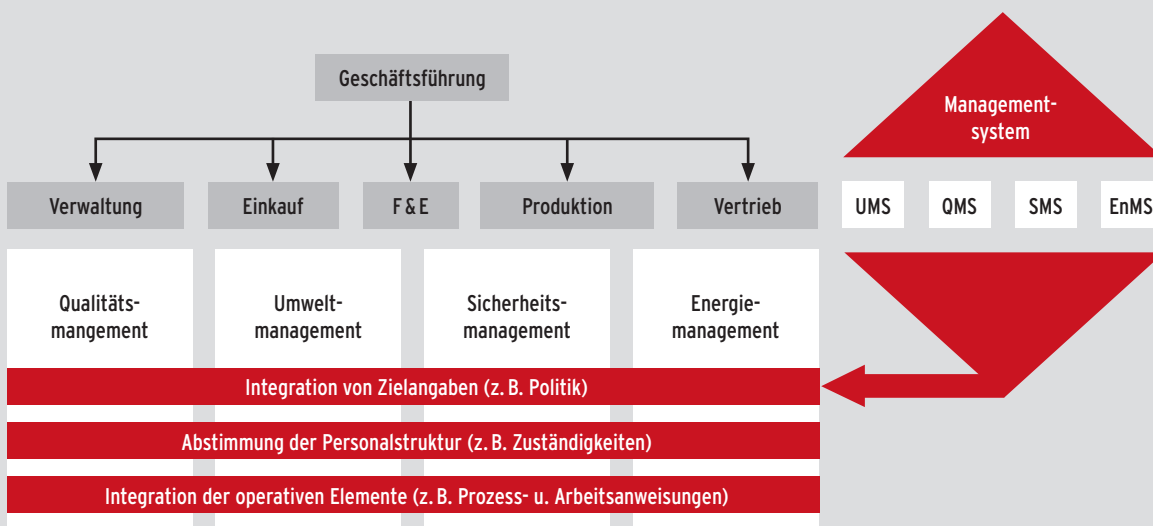 Geschäftsführung
Management-
system
Verwaltung
Einkauf
F & E
Produktion
Vertrieb
UMS
QMS
SMS
EnMS
Qualitäts-
mangement
Umwelt-
management
Sicherheits-
management
Energie-
management
Integration von Zielangaben (z. B. Politik)
Abstimmung der Personalstruktur (z. B. Zuständigkeiten)
Integration der operativen Elemente (z. B. Prozess- u. Arbeitsanweisungen)